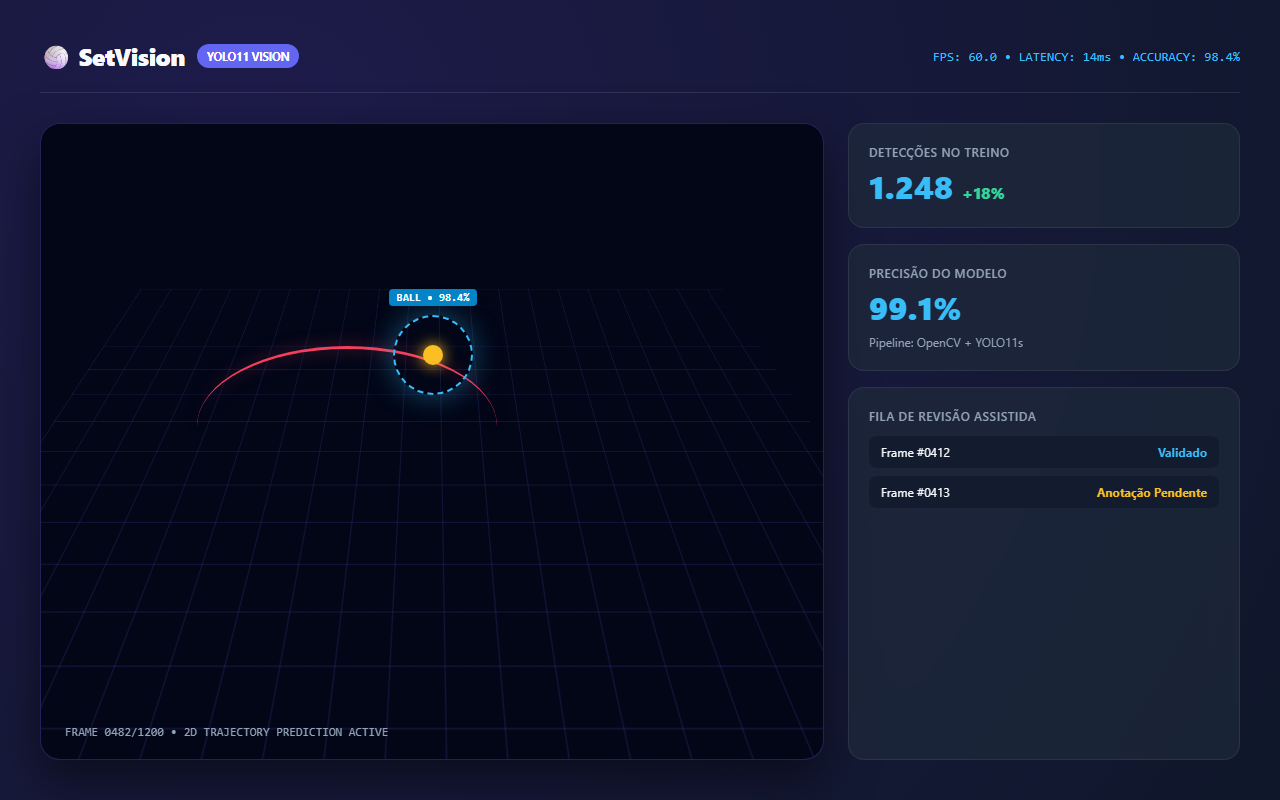 SetVision
YOLO11 VISION
FPS: 60.0 • LATENCY: 14ms • ACCURACY: 98.4%
BALL • 98.4%
FRAME 0482/1200 • 2D TRAJECTORY PREDICTION ACTIVE
DETECÇÕES NO TREINO
1.248 +18%
PRECISÃO DO MODELO
99.1%
Pipeline: OpenCV + YOLO11s
FILA DE REVISÃO ASSISTIDA
Frame #0412 Validado
Frame #0413 Anotação Pendente